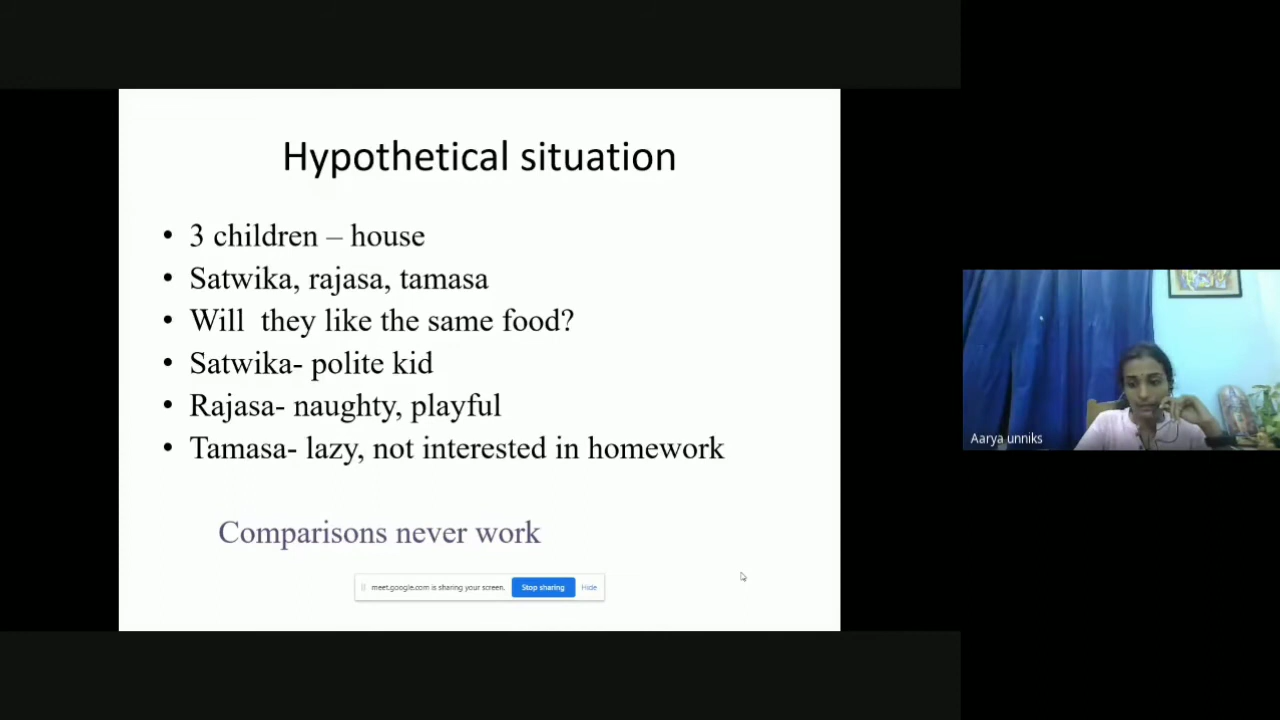 Hypothetical situation
• 3 children – house
• Satwika, rajasa, tamasa
• Will they like the same food?
• Satwika- polite kid
• Rajasa- naughty, playful
• Tamasa- lazy, not interested in homework
Comparisons never work
meet.google.com is sharing your screen. Stop sharing Hide
Aarya unniks